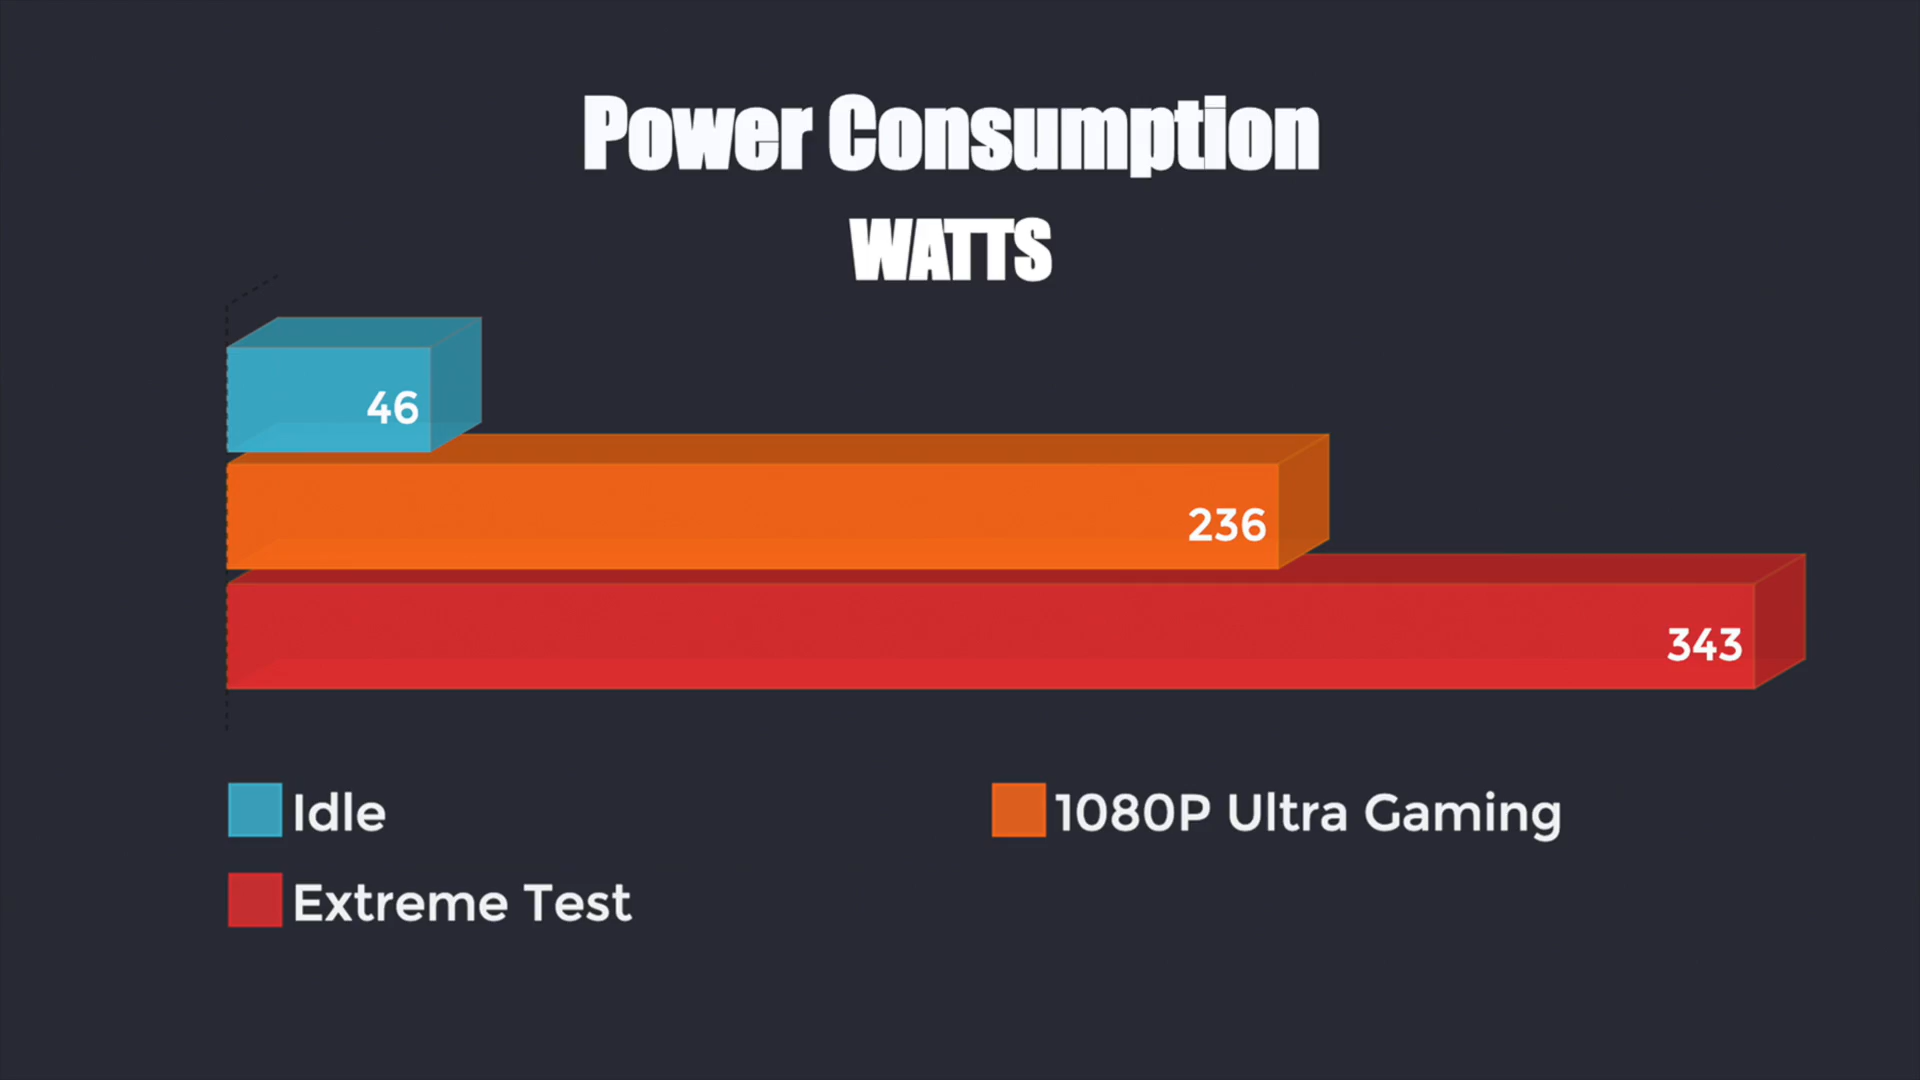 Power Consumption
WATTS
46
236
343
Idle
1080P Ultra Gaming
Extreme Test